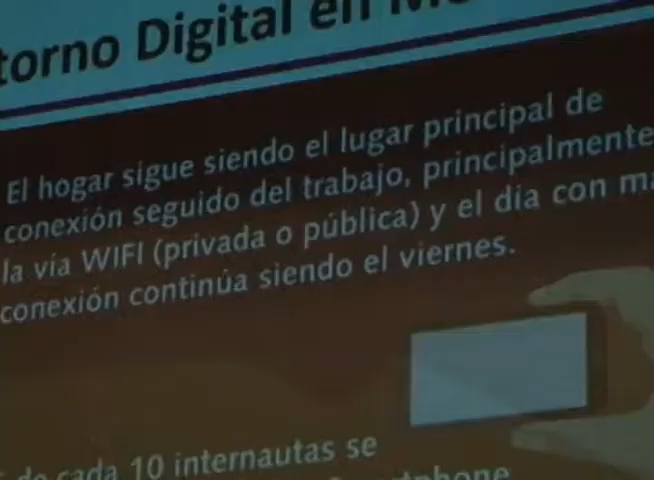 torno Digital en M
El hogar sigue siendo el lugar principal de
conexión seguido del trabajo, principalmente
la vía WIFI (privada o pública) y el día con m
conexión continúa siendo el viernes.
de cada 10 internautas se